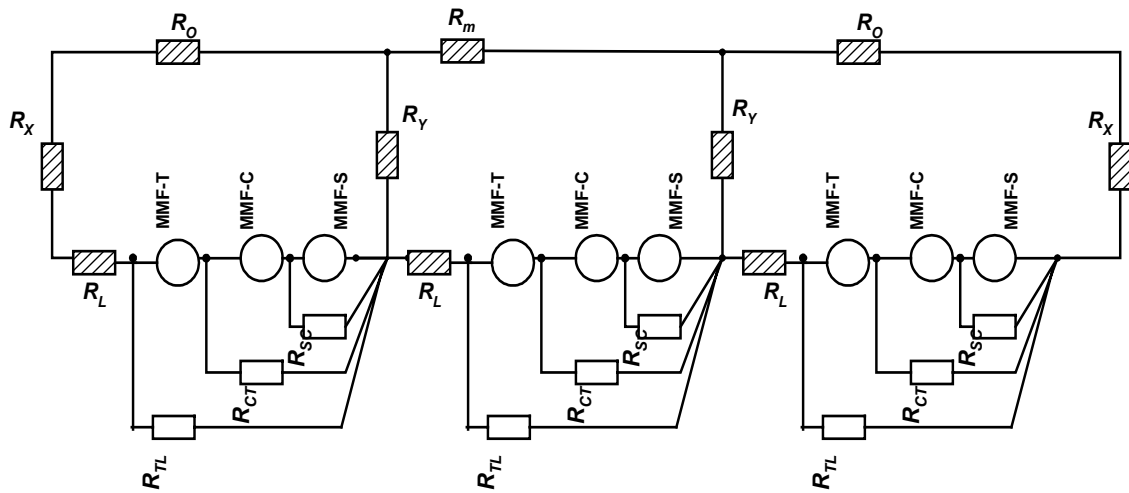 R_O
R_m
R_O
R_X
R_Y
R_Y
R_X
MMF-T
MMF-C
MMF-S
MMF-T
MMF-C
MMF-S
MMF-T
MMF-C
MMF-S
R_L
R_L
R_L
R_SC
R_SC
R_SC
R_CT
R_CT
R_CT
R_TL
R_TL
R_TL